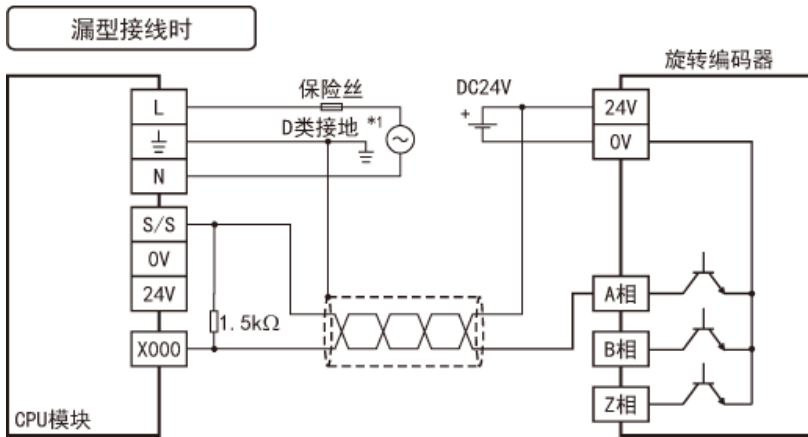 漏型接线时
旋转编码器
保险丝
DC24V
L
+
24V
D类接地 *1
0V
N
S/S
0V
24V
A相
1.5kΩ
X000
B相
Z相
CPU模块